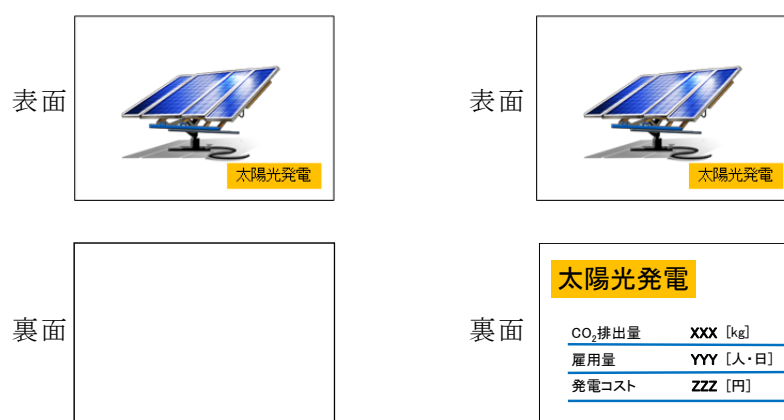 表面
太陽光発電
表面
太陽光発電
裏面
裏面
太陽光発電
CO₂排出量 XXX [kg]
雇用量 YYY [人・日]
発電コスト ZZZ [円]